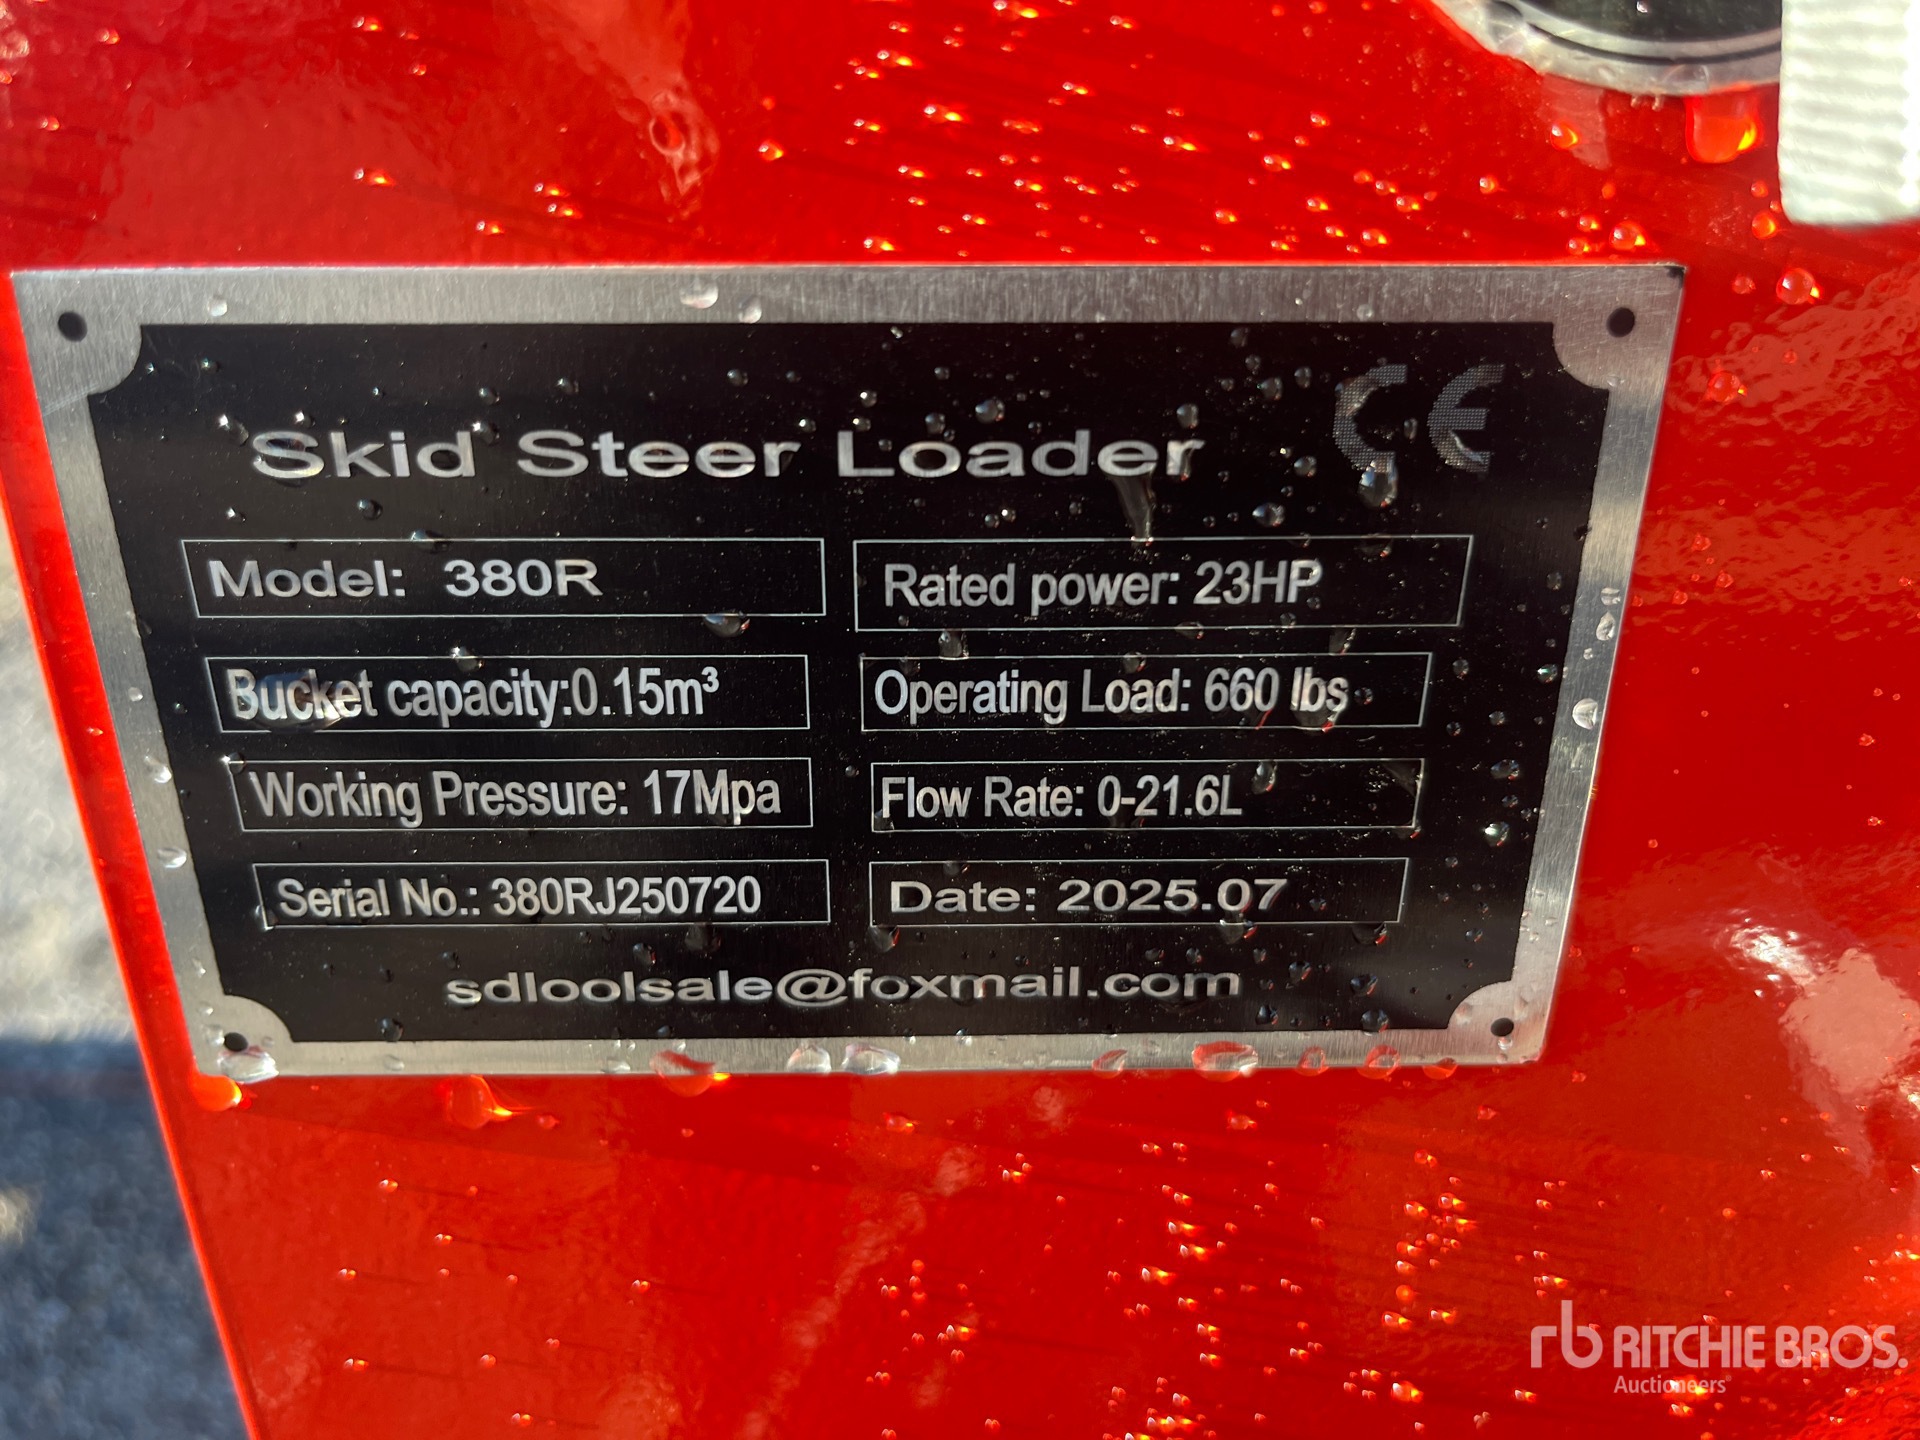 Skid Steer Loader CE
Model: 380R
Rated power: 23HP
Bucket capacity:0.15m³
Operating Load: 660 lbs
Working Pressure: 17Mpa
Flow Rate: 0-21.6L
Serial No.: 380RJ250720
Date: 2025.07
sdloolsale@foxmail.com
rb RITCHIE BROS.
Auctioneers